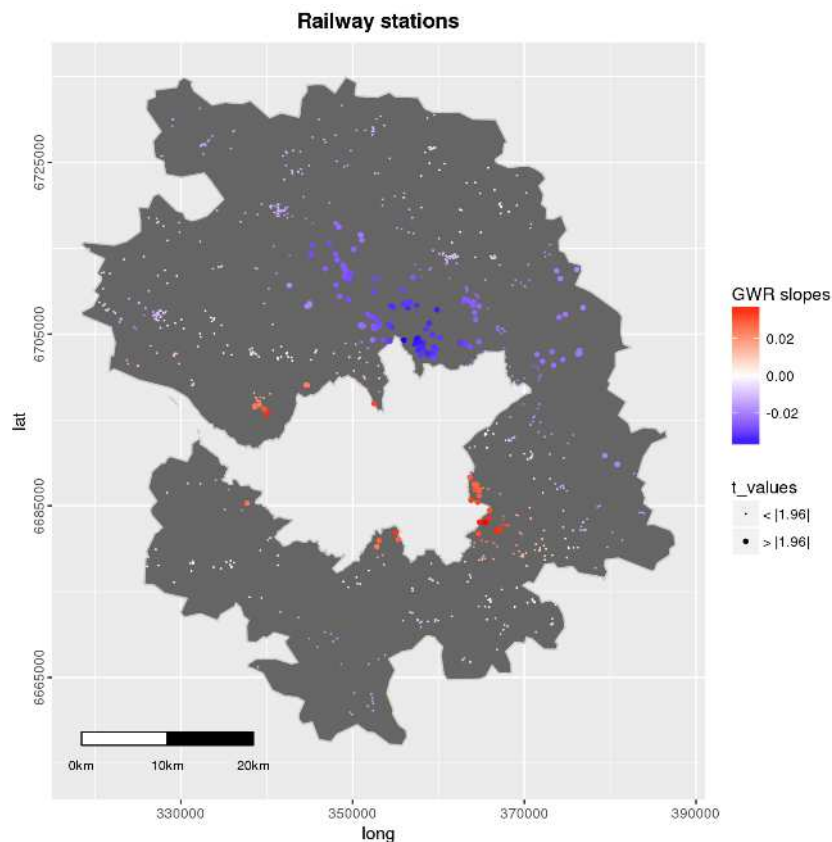 Railway stations
6725000
6705000
6685000
6665000
lat
0km 10km 20km
330000 350000 370000 390000
long
GWR slopes
0.02
0.00
-0.02
t_values
< |1.96|
> |1.96|